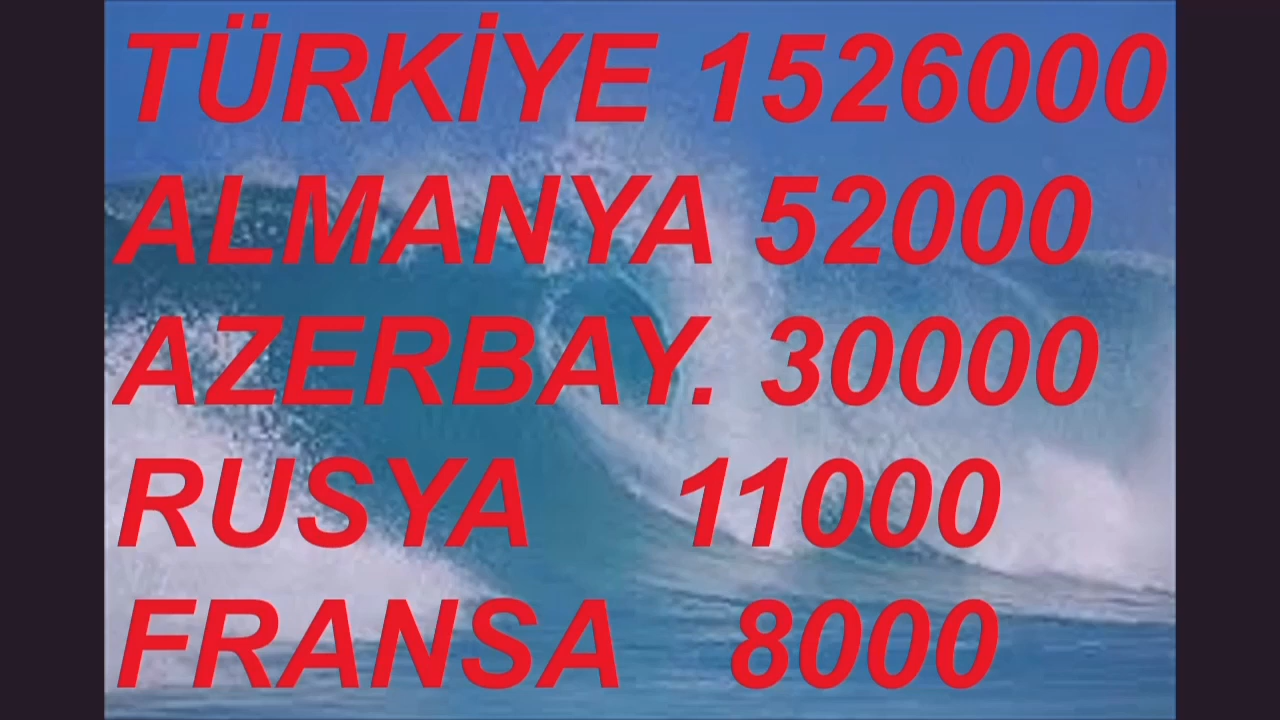 TÜRKİYE 1526000
ALMANYA 52000
AZERBAY. 30000
RUSYA 11000
FRANSA 8000